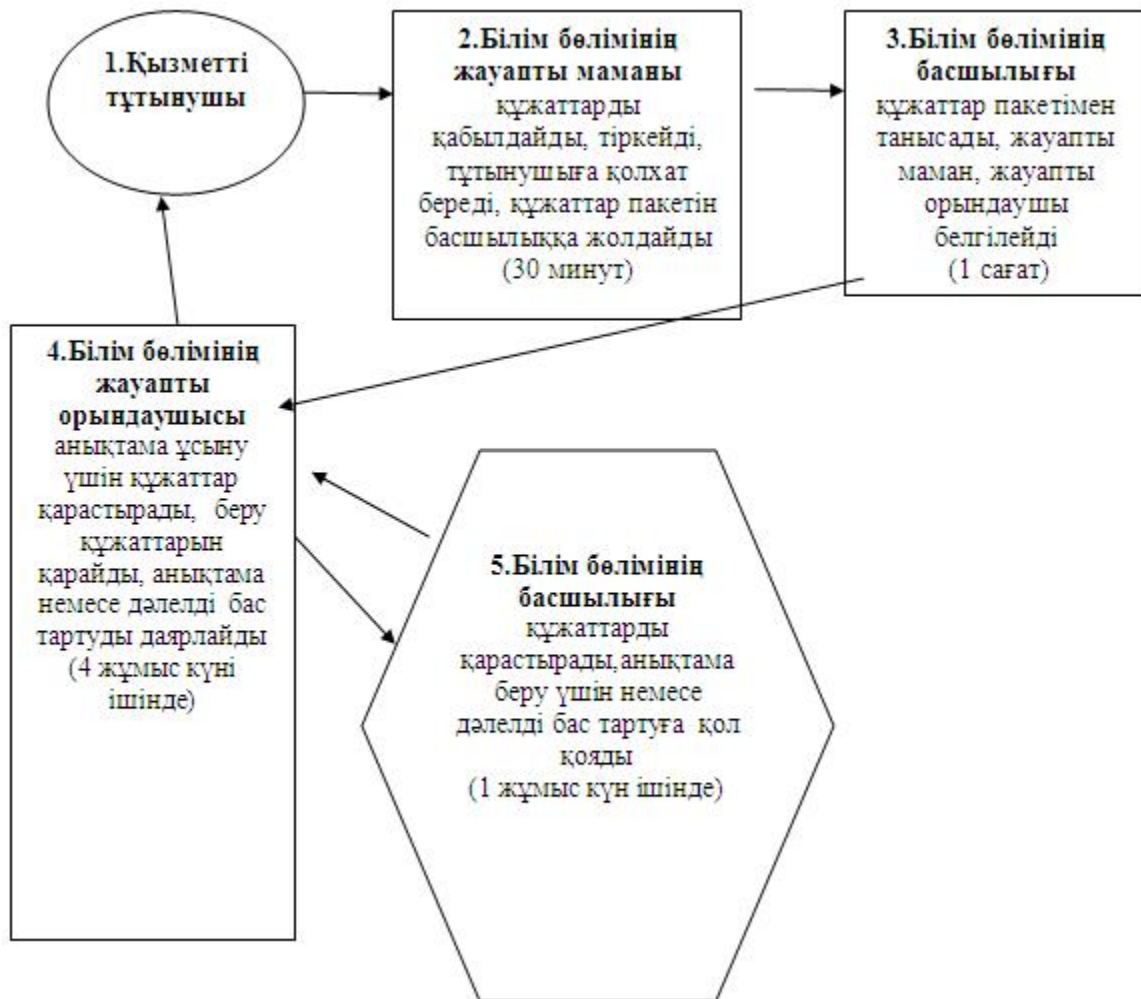 1.Қызметті
тұтынушы
2.Білім бөлімінің
жауапты маманы
құжаттарды
қабылдайды, тіркейді,
тұтынушыға қолхат
береді, құжаттар пакетін
басшылыққа жолдайды
(30 минут)
3.Білім бөлімінің
басшылығы
құжаттар пакетімен
танысады, жауапты
маман, жауапты
орындаушы
белгілейді
(1 сағат)
4.Білім бөлімінің
жауапты
орындаушысы
анықтама ұсыну
үшін құжаттар
қарастырады, беру
құжаттарын
қарайды, анықтама
немесе дәлелді бас
тартуды даярлайды
(4 жұмыс күні
ішінде)
5.Білім бөлімінің
басшылығы
құжаттарды
қарастырады,анықтама
беру үшін немесе
дәлелді бас тартуға қол
қояды
(1 жұмыс күн ішінде)